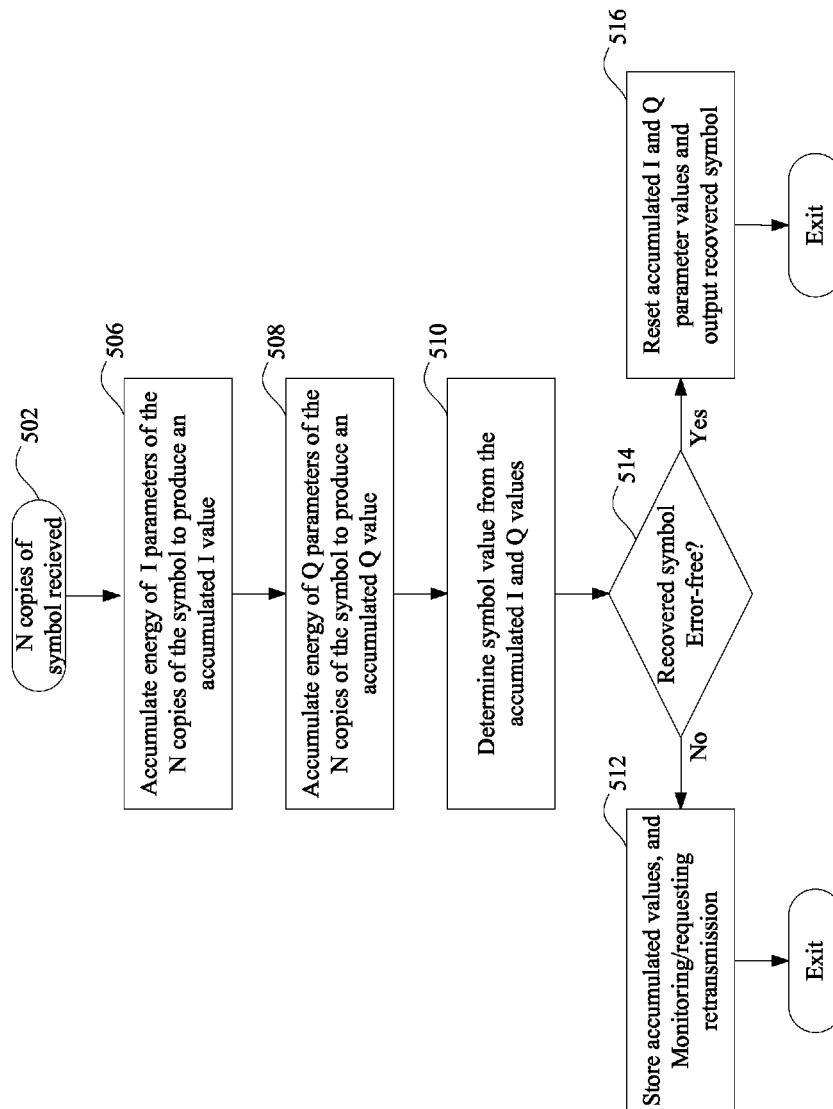 502
N copies of
symbol recieved
506
Accumulate energy of I parameters of the
N copies of the symbol to produce an
accumulated I value
508
Accumulate energy of Q parameters of the
N copies of the symbol to produce an
accumulated Q value
510
Determine symbol value from the
accumulated I and Q values
514
Recovered symbol
Error-free?
No
Yes
512
Store accumulated values, and
Monitoring/requesting
retransmission
Exit
516
Reset accumulated I and Q
parameter values and
output recovered symbol
Exit